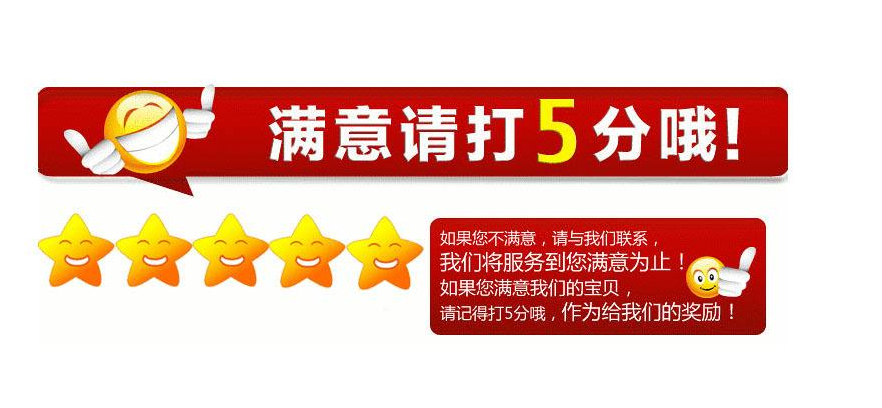 满意请打5分哦!
如果您不满意，请与我们联系，
我们将服务到您满意为止！
如果您满意我们的宝贝，
请记得打5分哦，作为给我们的奖励！